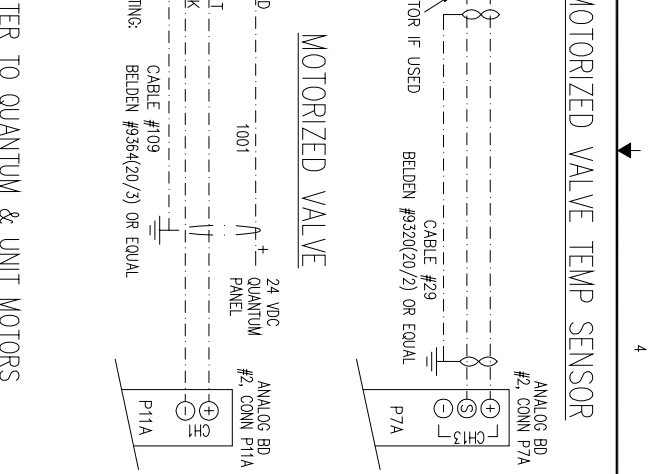 4
MOTORIZED VALVE TEMP SENSOR
ANALOG BD
#2, CONN P7A
+
S
-
CH13
P7A
CABLE #29
BELDEN #9320(20/2) OR EQUAL
TOR IF USED
MOTORIZED VALVE
24 VDC
QUANTUM
PANEL
+
D
1001
T
K
ANALOG BD
#2, CONN P11A
+
-
CH1
P11A
CABLE #109
BELDEN #9364(20/3) OR EQUAL
TING:
TER TO QUANTUM & UNIT MOTORS